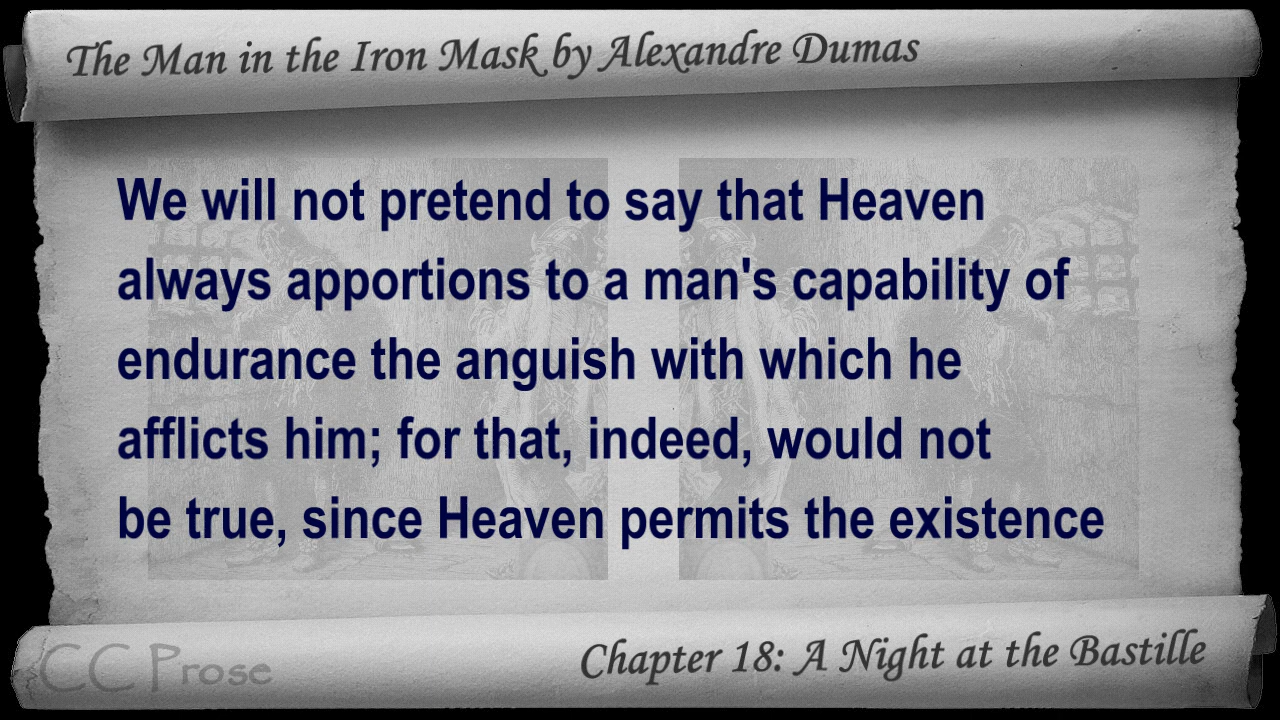 The Man in the Iron Mask by Alexandre Dumas
We will not pretend to say that Heaven
always apportions to a man's capability of
endurance the anguish with which he
afflicts him; for that, indeed, would not
be true, since Heaven permits the existence
CC Prose
Chapter 18: A Night at the Bastille